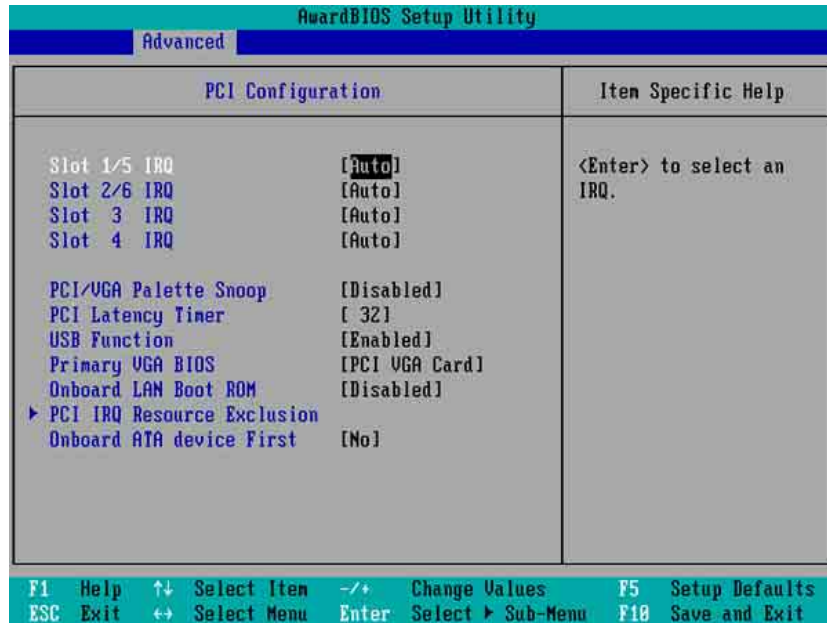 AwardBIOS Setup Utility
Advanced
PCI Configuration
Item Specific Help
Slot 1/5 IRQ [Auto]
Slot 2/6 IRQ [Auto]
Slot 3 IRQ [Auto]
Slot 4 IRQ [Auto]
PCI/VGA Palette Snoop [Disabled]
PCI Latency Timer [ 32]
USB Function [Enabled]
Primary VGA BIOS [PCI VGA Card]
Onboard LAN Boot ROM [Disabled]
▶ PCI IRQ Resource Exclusion
Onboard ATA device First [No]
<Enter> to select an
IRQ.
F1 Help ↑↓ Select Item -/+ Change Values F5 Setup Defaults
ESC Exit ↔ Select Menu Enter Select ▶ Sub-Menu F10 Save and Exit